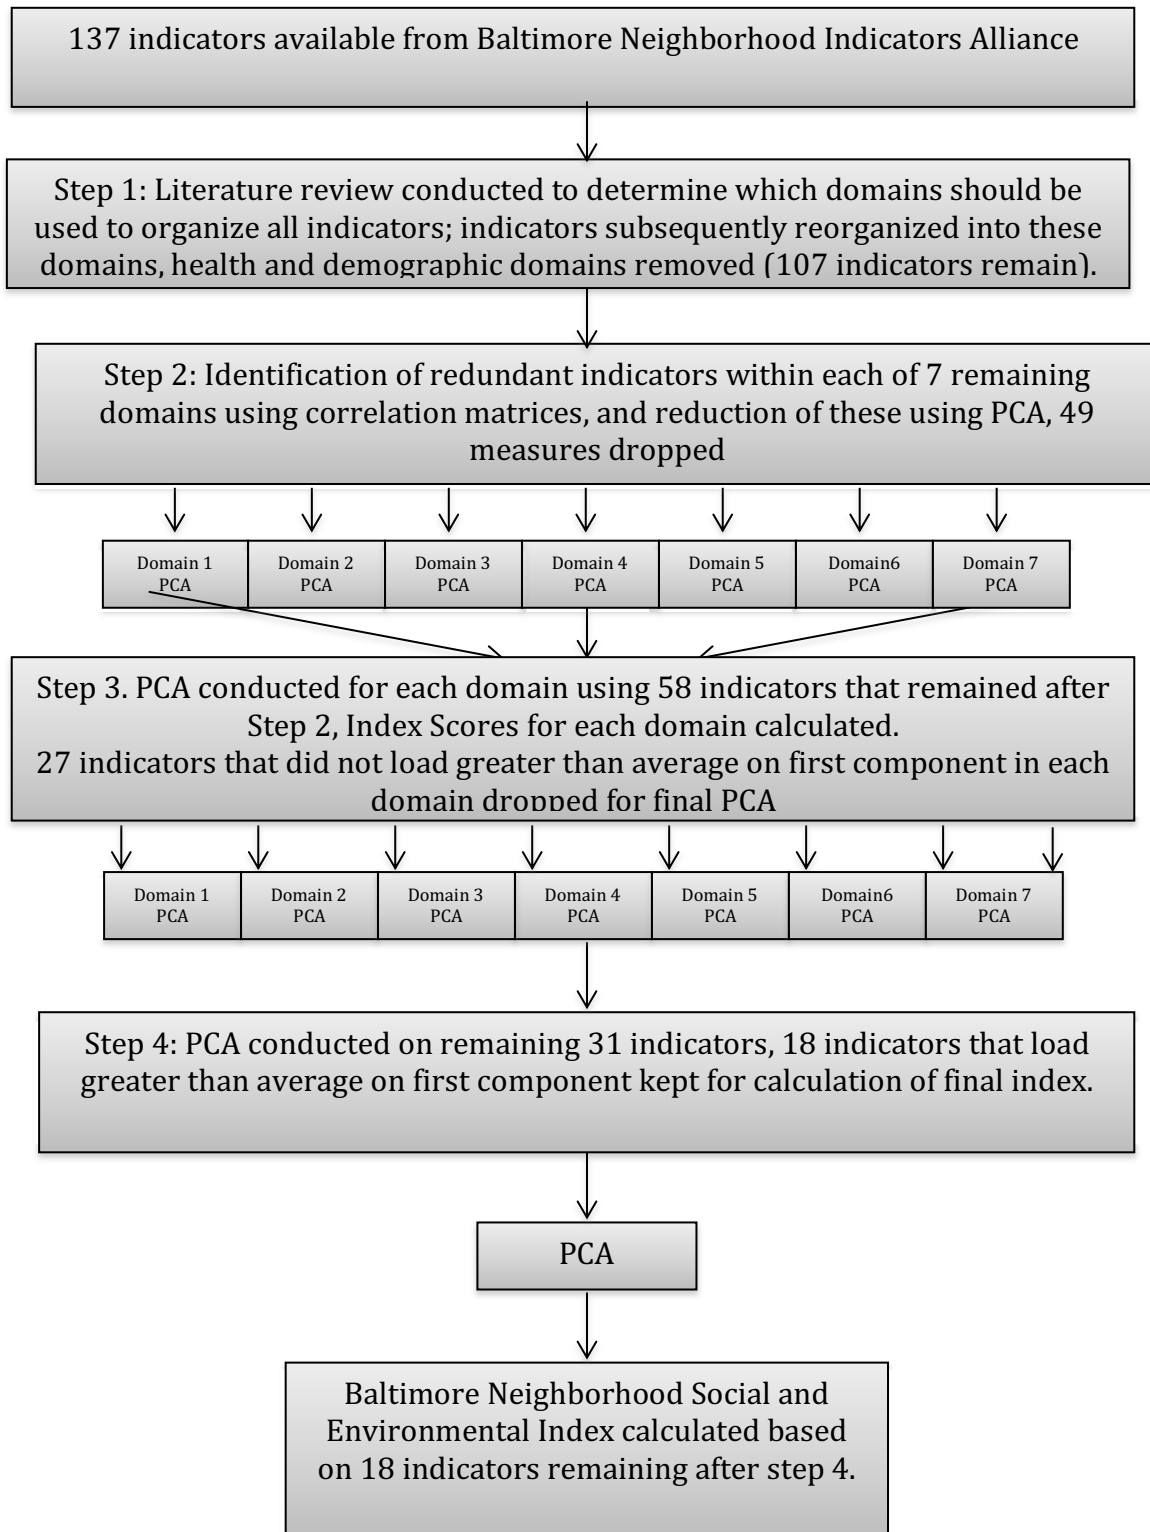 137 indicators available from Baltimore Neighborhood Indicators Alliance
Step 1: Literature review conducted to determine which domains should be
used to organize all indicators; indicators subsequently reorganized into these
domains, health and demographic domains removed (107 indicators remain).
Step 2: Identification of redundant indicators within each of 7 remaining
domains using correlation matrices, and reduction of these using PCA, 49
measures dropped
Domain 1
PCA
Domain 2
PCA
Domain 3
PCA
Domain 4
PCA
Domain 5
PCA
Domain6
PCA
Domain 7
PCA
Step 3. PCA conducted for each domain using 58 indicators that remained after
Step 2, Index Scores for each domain calculated.
27 indicators that did not load greater than average on first component in each
domain dropped for final PCA
Domain 1
PCA
Domain 2
PCA
Domain 3
PCA
Domain 4
PCA
Domain 5
PCA
Domain6
PCA
Domain 7
PCA
Step 4: PCA conducted on remaining 31 indicators, 18 indicators that load
greater than average on first component kept for calculation of final index.
PCA
Baltimore Neighborhood Social and
Environmental Index calculated based
on 18 indicators remaining after step 4.